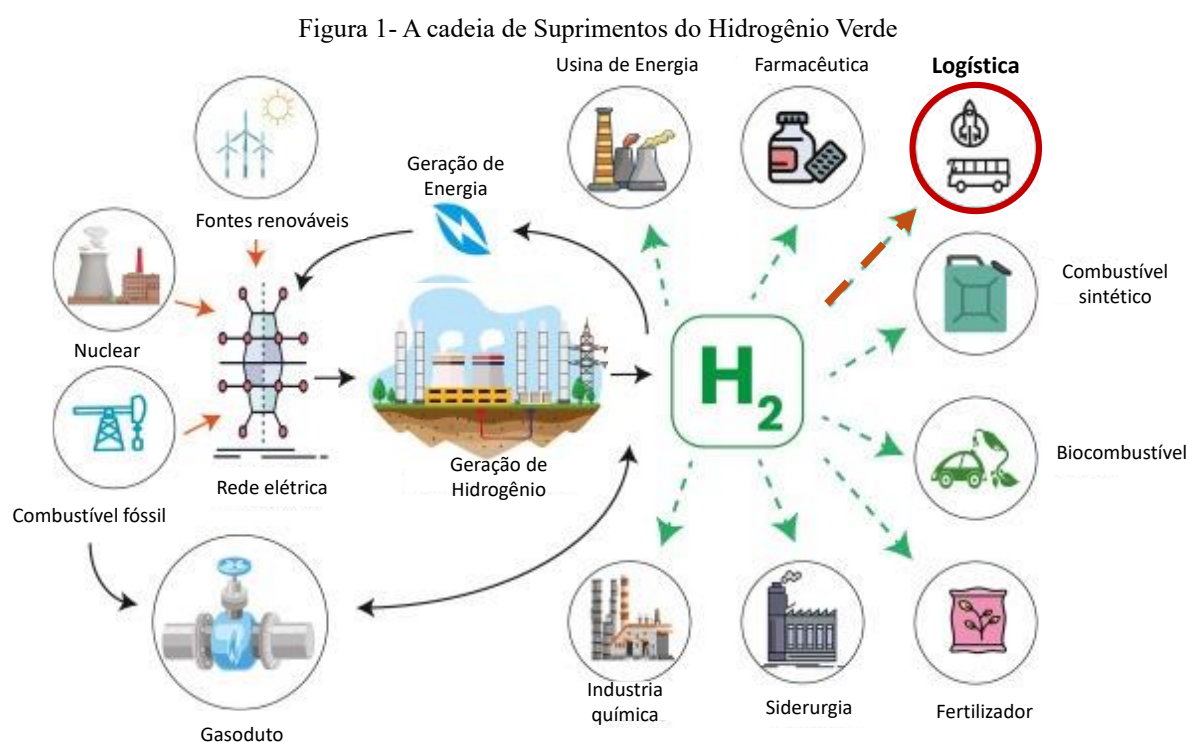 Figura 1- A cadeia de Suprimentos do Hidrogênio Verde
Usina de Energia
Farmacêutica
Logística
Geração de
Energia
Fontes renováveis
Combustível
sintético
Nuclear
H2
Biocombustível
Geração de
Hidrogênio
Rede elétrica
Combustível fóssil
Industria
química
Siderurgia
Fertilizador
Gasoduto